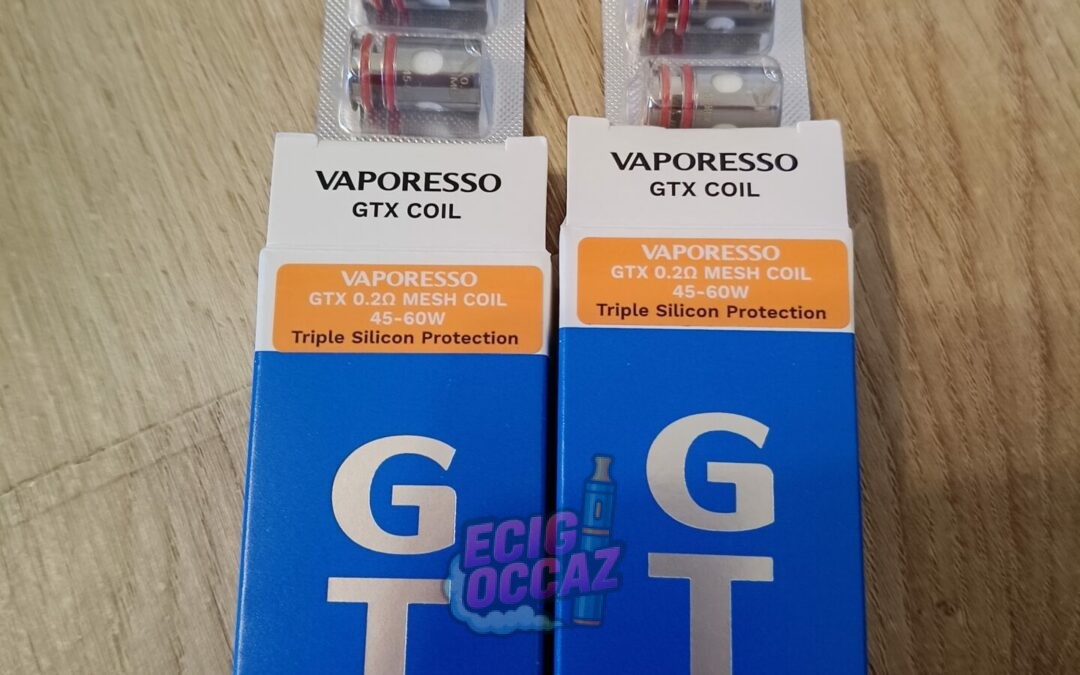 VAPORESSO
GTX COIL
VAPORESSO
GTX 0.2Ω MESH COIL
45-60W
Triple Silicon Protection
G
T
VAPORESSO
GTX COIL
VAPORESSO
GTX 0.2Ω MESH COIL
45-60W
Triple Silicon Protection
G
T
ECIG
OCCAZ